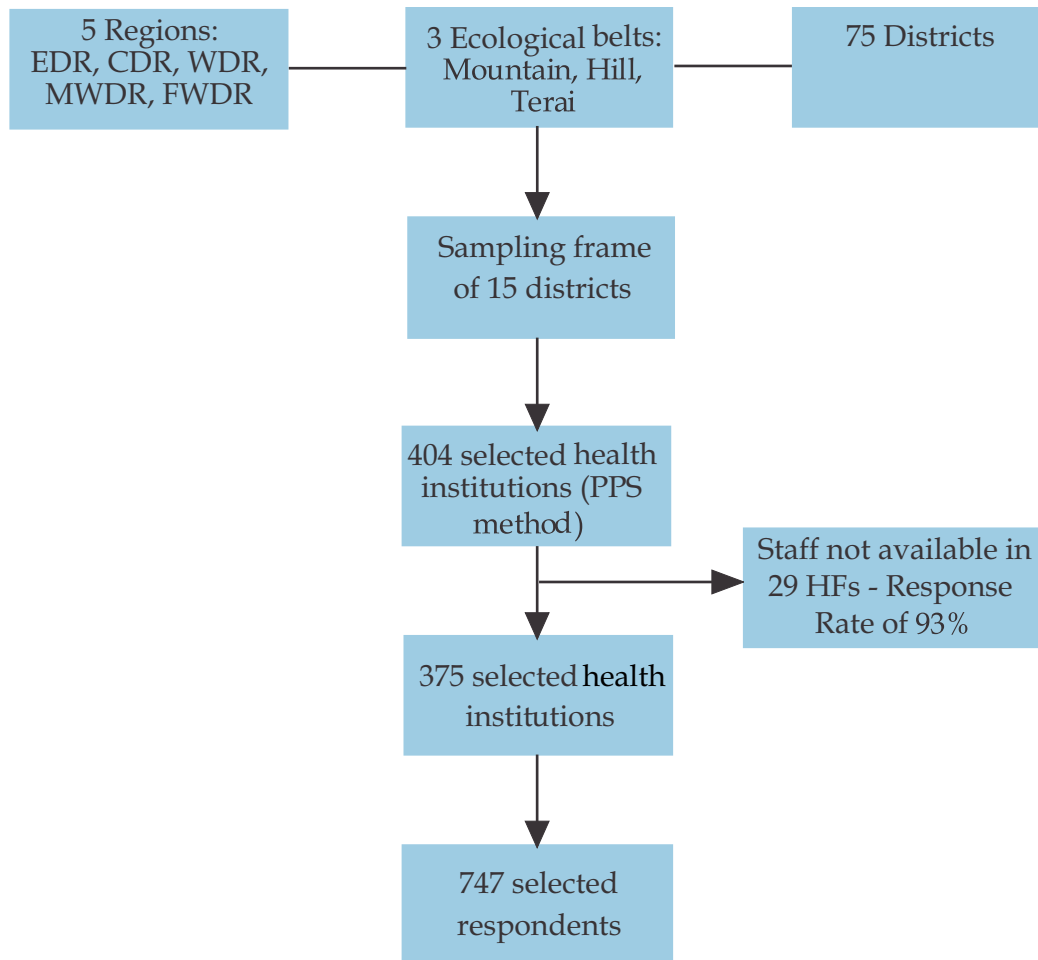 5 Regions:
EDR, CDR, WDR,
MWDR, FWDR
3 Ecological belts:
Mountain, Hill,
Terai
75 Districts
Sampling frame
of 15 districts
404 selected health
institutions (PPS
method)
Staff not available in
29 HFs - Response
Rate of 93%
375 selected health
institutions
747 selected
respondents